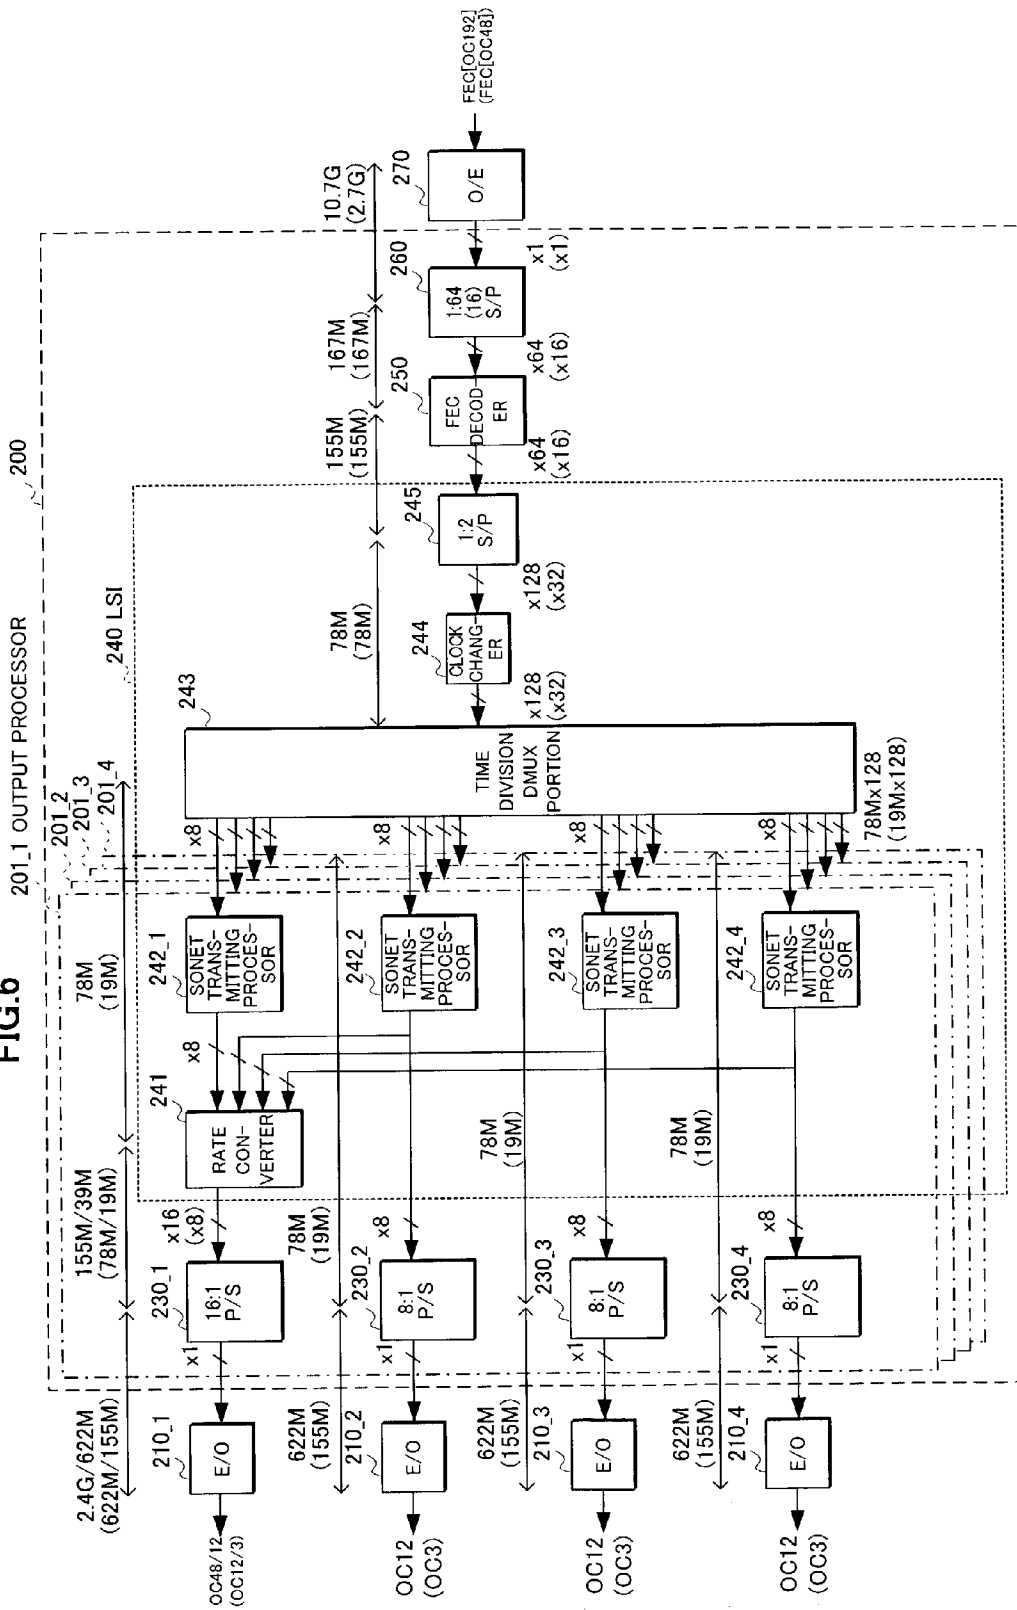 FIG.6
201_1 OUTPUT PROCESSOR
201_2
201_3
201_4
200
240 LSI
2.4G/622M
(622M/155M)
155M/39M
(78M/19M)
78M
(19M)
78M
(78M)
155M
(155M)
167M
(167M)
10.7G
(2.7G)
OC48/12
(OC12/3)
210_1
E/O
x1
230_1
16:1
P/S
x16
(x8)
241
RATE
CON-
VERTER
x8
242_1
SONET
TRANS-
MITTING
PROCES-
SOR
x8
243
TIME
DIVISION
DMUX
PORTION
x128
(x32)
244
CLOCK
CHANG-
ER
x128
(x32)
245
1:2
S/P
x64
(x16)
250
FEC
DECOD-
ER
x64
(x16)
260
1:64
(16)
S/P
x1
(x1)
270
O/E
FEC[OC192]
(FEC[OC48])
622M
(155M)
78M
(19M)
OC12
(OC3)
210_2
E/O
x1
230_2
8:1
P/S
x8
242_2
SONET
TRANS-
MITTING
PROCES-
SOR
x8
622M
(155M)
78M
(19M)
OC12
(OC3)
210_3
E/O
x1
230_3
8:1
P/S
x8
242_3
SONET
TRANS-
MITTING
PROCES-
SOR
x8
622M
(155M)
78M
(19M)
OC12
(OC3)
210_4
E/O
x1
230_4
8:1
P/S
x8
242_4
SONET
TRANS-
MITTING
PROCES-
SOR
x8
78Mx128
(19Mx128)